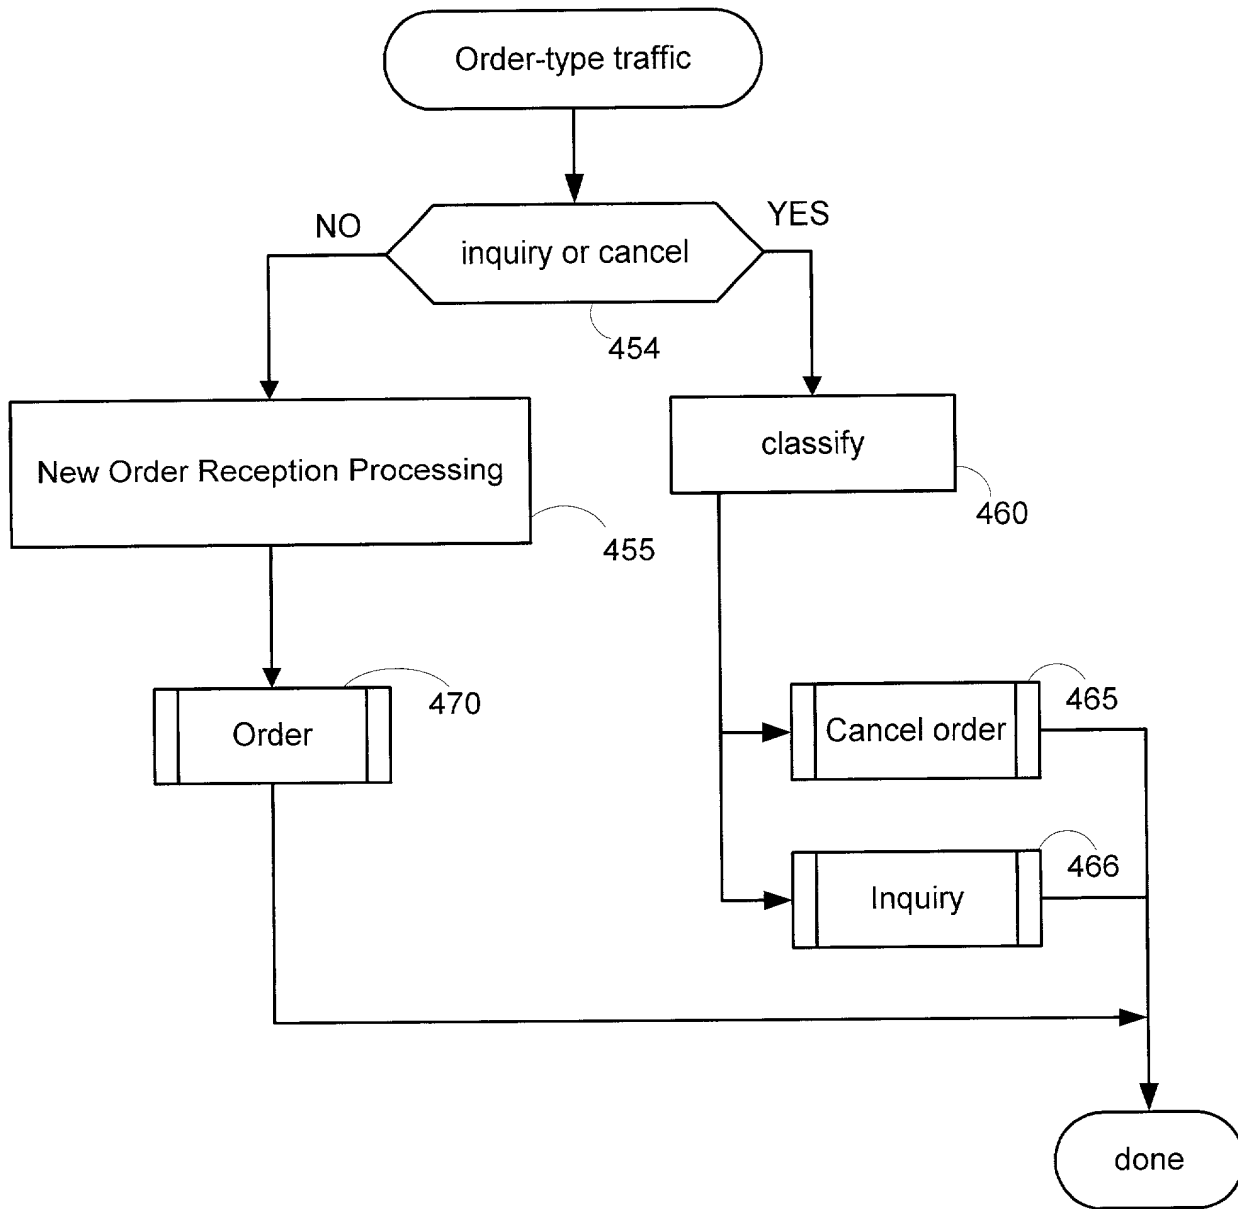 Order-type traffic
NO
YES
inquiry or cancel
454
New Order Reception Processing
455
classify
460
470
Order
465
Cancel order
466
Inquiry
done